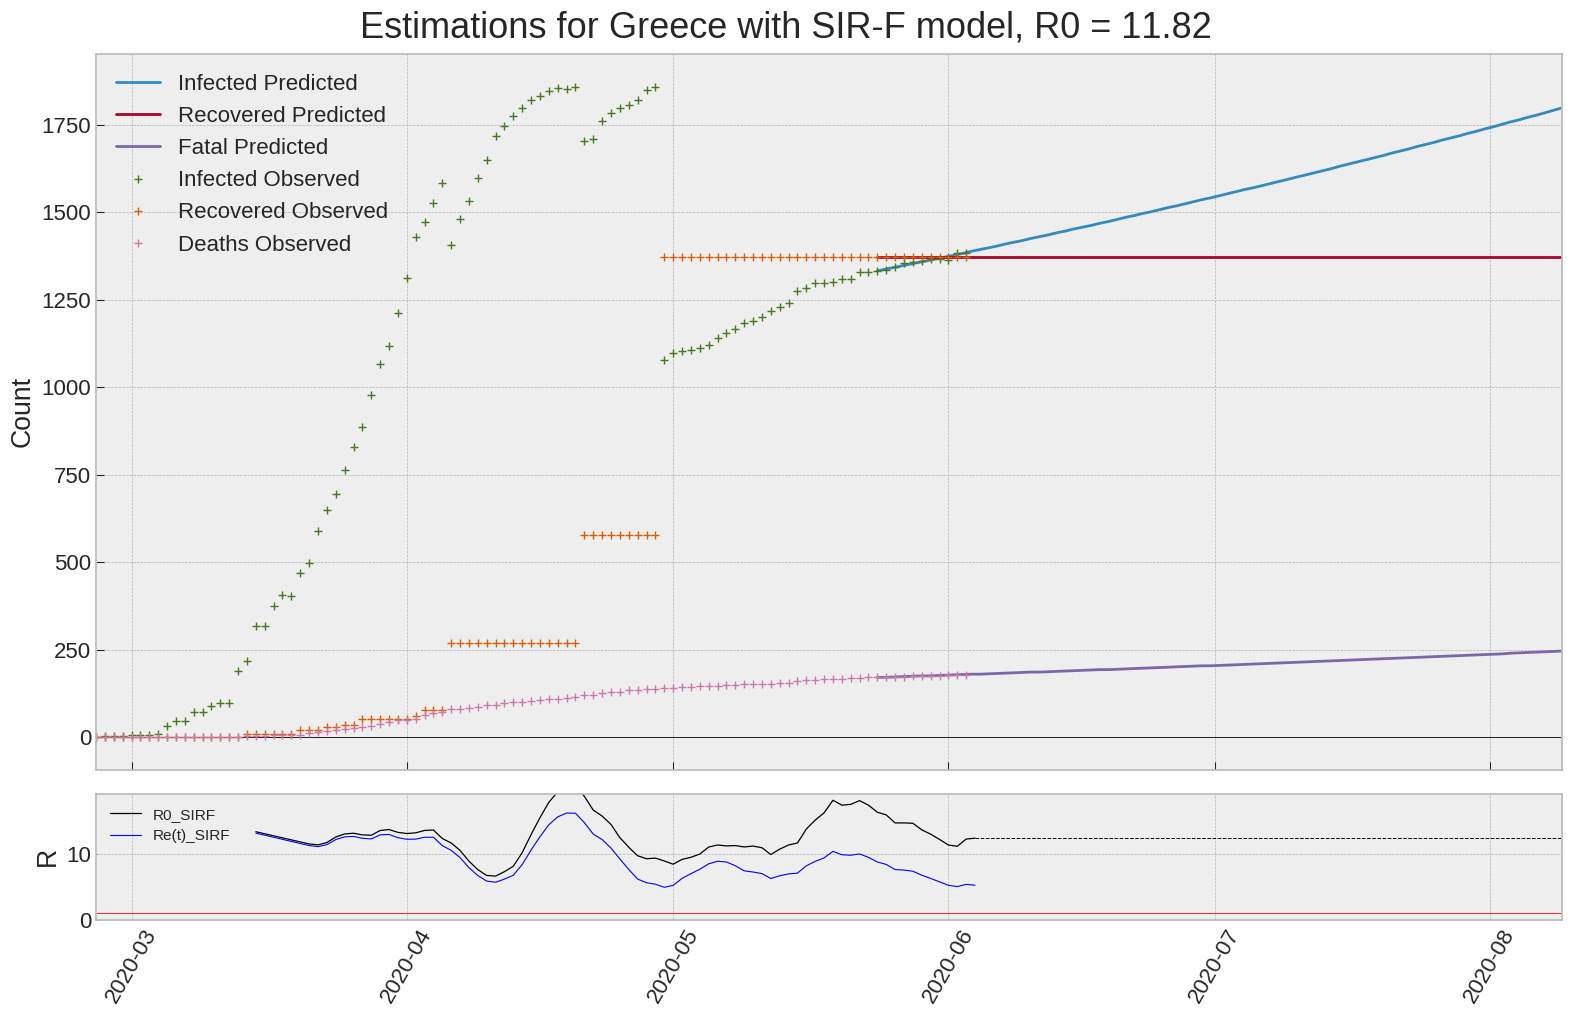 Estimations for Greece with SIR-F model, R0 = 11.82
Infected Predicted
Recovered Predicted
Fatal Predicted
Infected Observed
Recovered Observed
Deaths Observed
1750
1500
1250
1000
750
500
250
0
Count
R0_SIRF
Re(t)_SIRF
10
0
R
2020-03
2020-04
2020-05
2020-06
2020-07
2020-08